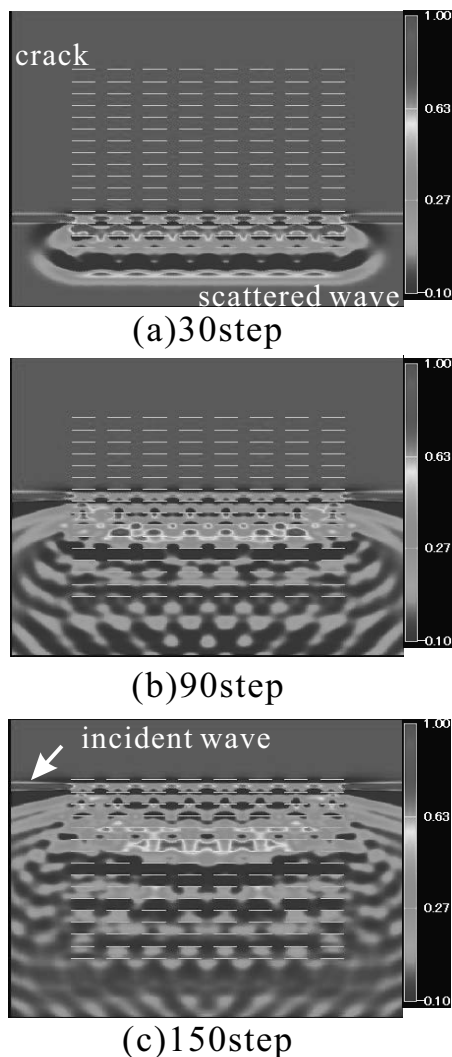 crack
1.00
0.63
0.27
-0.10
scattered wave
(a)30step
1.00
0.63
0.27
-0.10
(b)90step
incident wave
1.00
0.63
0.27
-0.10
(c)150step